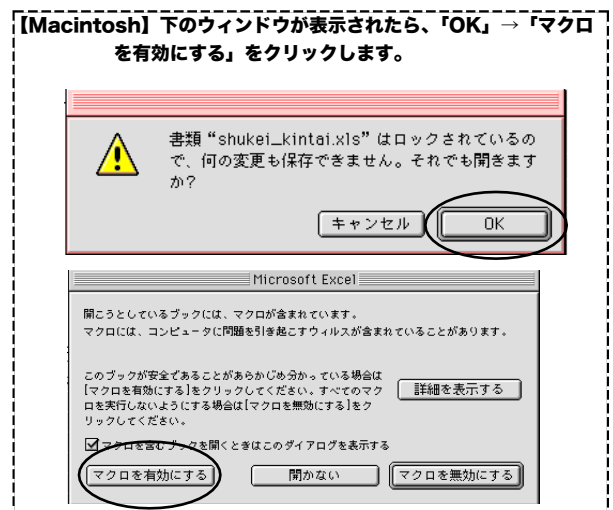 【Macintosh】下のウィンドウが表示されたら、「OK」→「マクロ
を有効にする」をクリックします。
書類“shukei_kintai.xls”はロックされているの
で、何の変更も保存できません。それでも開きます
か?
キャンセル
OK
Microsoft Excel
開こうとしているブックには、マクロが含まれています。
マクロには、コンピュータに問題を引き起こすウィルスが含まれていることがあります。
このブックが安全であることがあらかじめ分かっている場合は
[マクロを有効にする]をクリックしてください。すべてのマク
ロを実行しないようにする場合は[マクロを無効にする]をク
リックしてください。
詳細を表示する
マクロを含むブックを開くときはこのダイアログを表示する
マクロを有効にする
開かない
マクロを無効にする